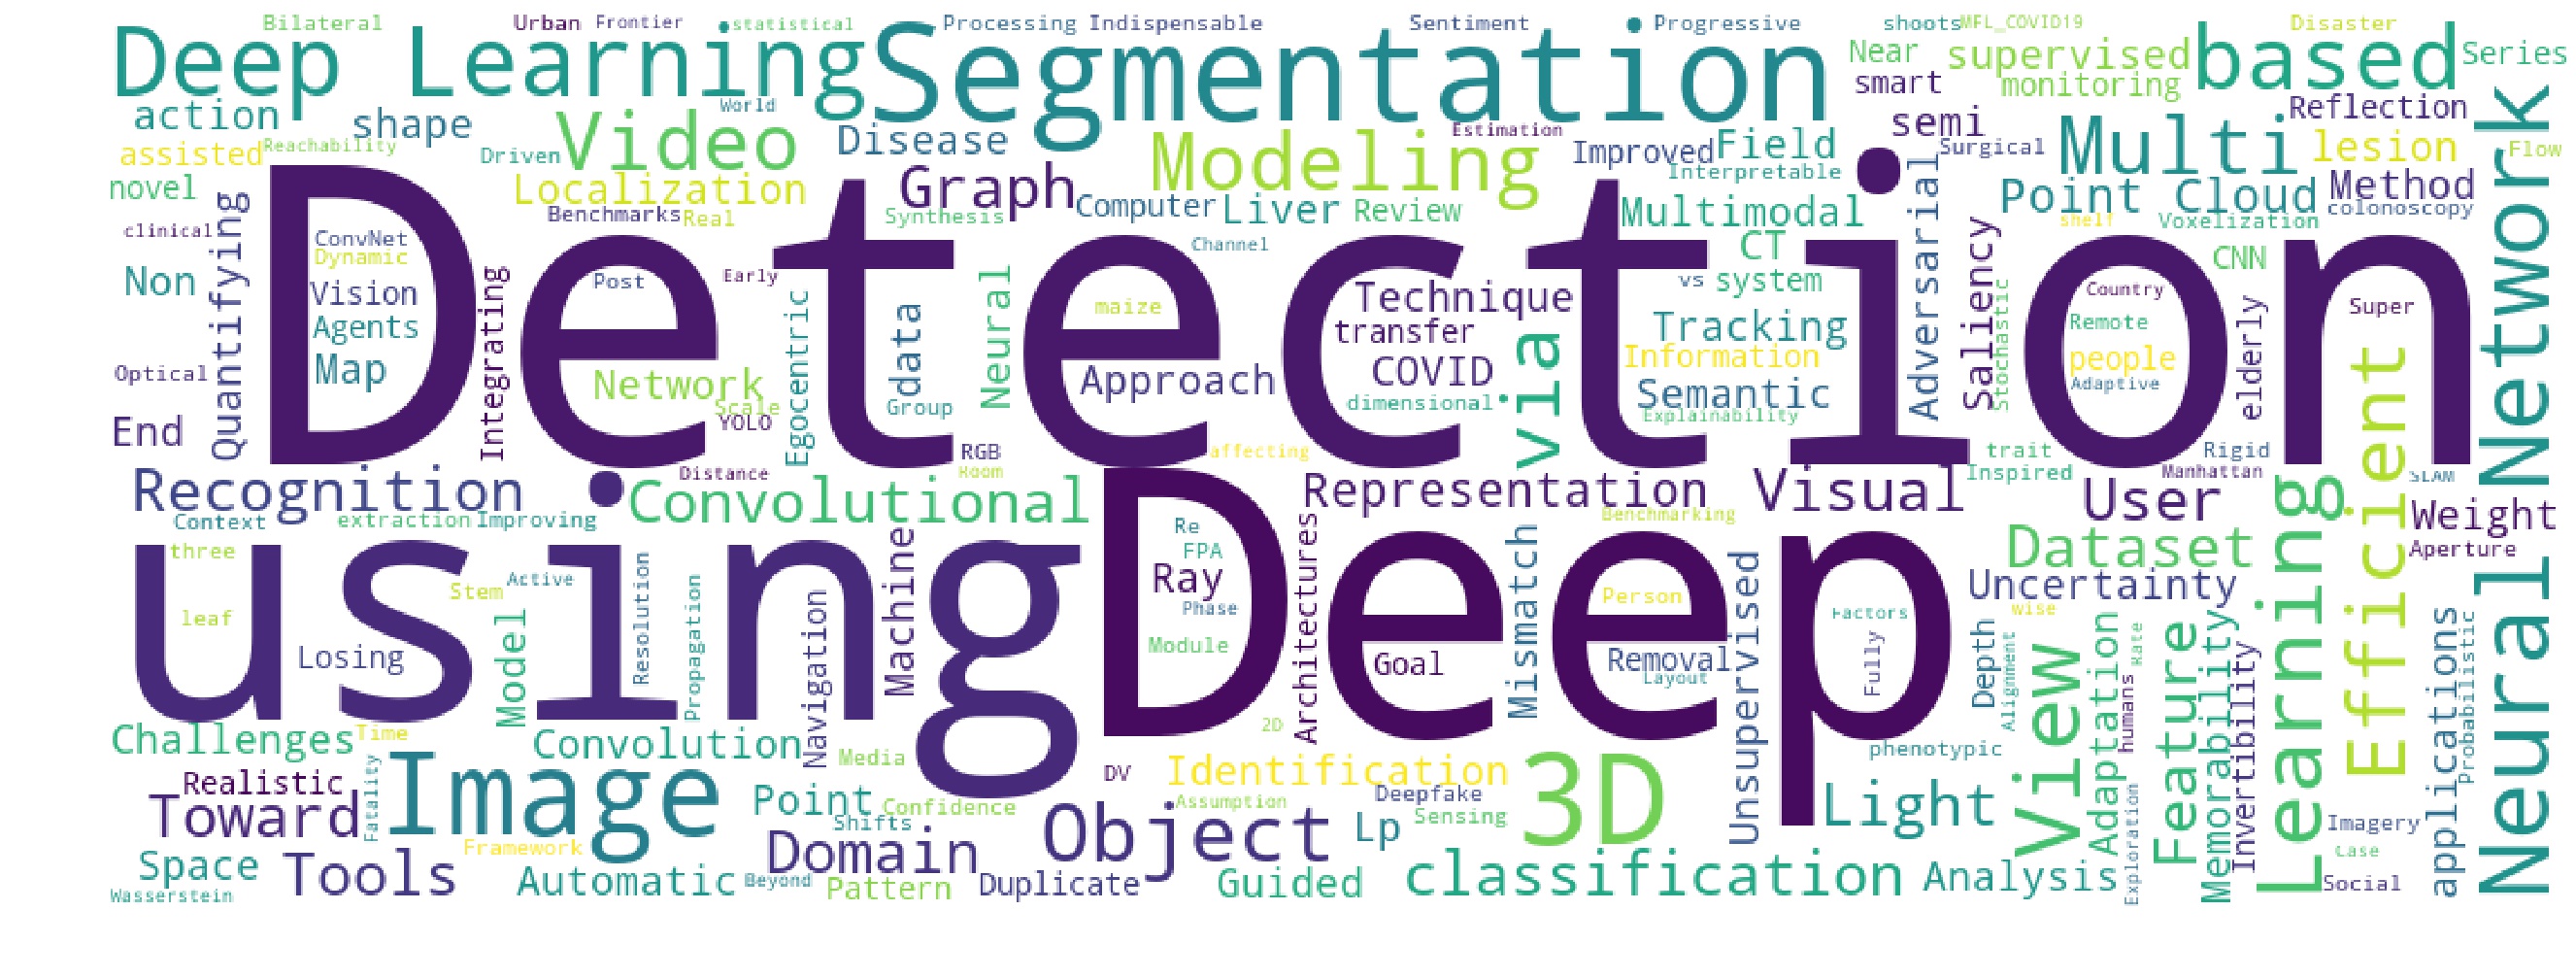 Bilateral Urban Frontier statistical Processing Indispensable Sentiment Progressive shoots MFL_COVID19 Disaster
Deep Learning Segmentation Near supervised based Series
smart monitoring
action shape World Video Disease Modeling Estimation Improved Field semi Surgical Multi Reflection
assisted Reachability Driven Interpretable lesion Flow
novel Localization Graph Computer Liver Review Multimodal Adversarial Point Cloud Method
Benchmarks Real Synthesis shelf Voxelization colonoscopy
clinical Quantifying ConvNet Channel CT Saliency CNN
Dynamic
Detection
Non Vision Post Early Technique vs system Country Super
Integrating Egocentric data Neural maize
Agents transfer via Tracking Stochastic Remote elderly
Optical Map Network Approach COVID Information people
Semantic Adaptive
Scale Group dimensional Explainability
End YOLO RGB affecting trait Rigid
Recognition Distance Room Representation Visual Inspired Manhattan SLAM
Convolutional User Weight
Context extraction Improving Re Benchmarking
three FPA Dataset Aperture
using Deep
Active Machine Ray Architectures Mismatch Unsupervised Uncertainty
leaf Stem Resolution Propagation Navigation Phase Person Factors wise
Losing Model Module Goal Removal Fully Depth Alignment
Layout humans Rate
View Adaptation Feature Memorability Invertibility Learning Efficient applications Probabilistic Neural Network
Challenges Time Convolution Media 2D phenotypic
Realistic Fatality DV Identification 3D
Toward Image Point Confidence Assumption Deepfake Light
Shifts Object Lp Sensing Exploration Imagery
Space Framework Domain case
Tools Automatic Beyond Pattern Duplicate Guided classification Analysis Social
Wasserstein